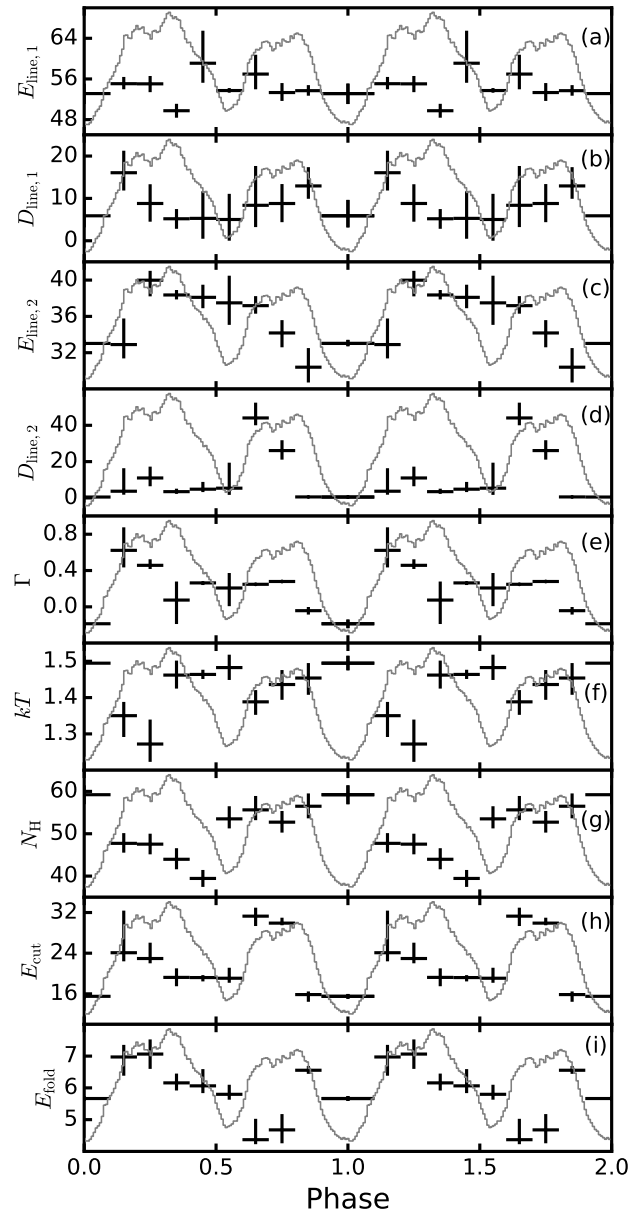 (a)
E_line,1
64
56
48
(b)
D_line,1
20
10
0
(c)
E_line,2
40
36
32
(d)
D_line,2
40
20
0
(e)
Γ
0.8
0.4
0.0
(f)
kT
1.5
1.4
1.3
(g)
N_H
60
50
40
(h)
E_cut
32
24
16
(i)
E_fold
7
6
5
0.0 0.5 1.0 1.5 2.0
Phase